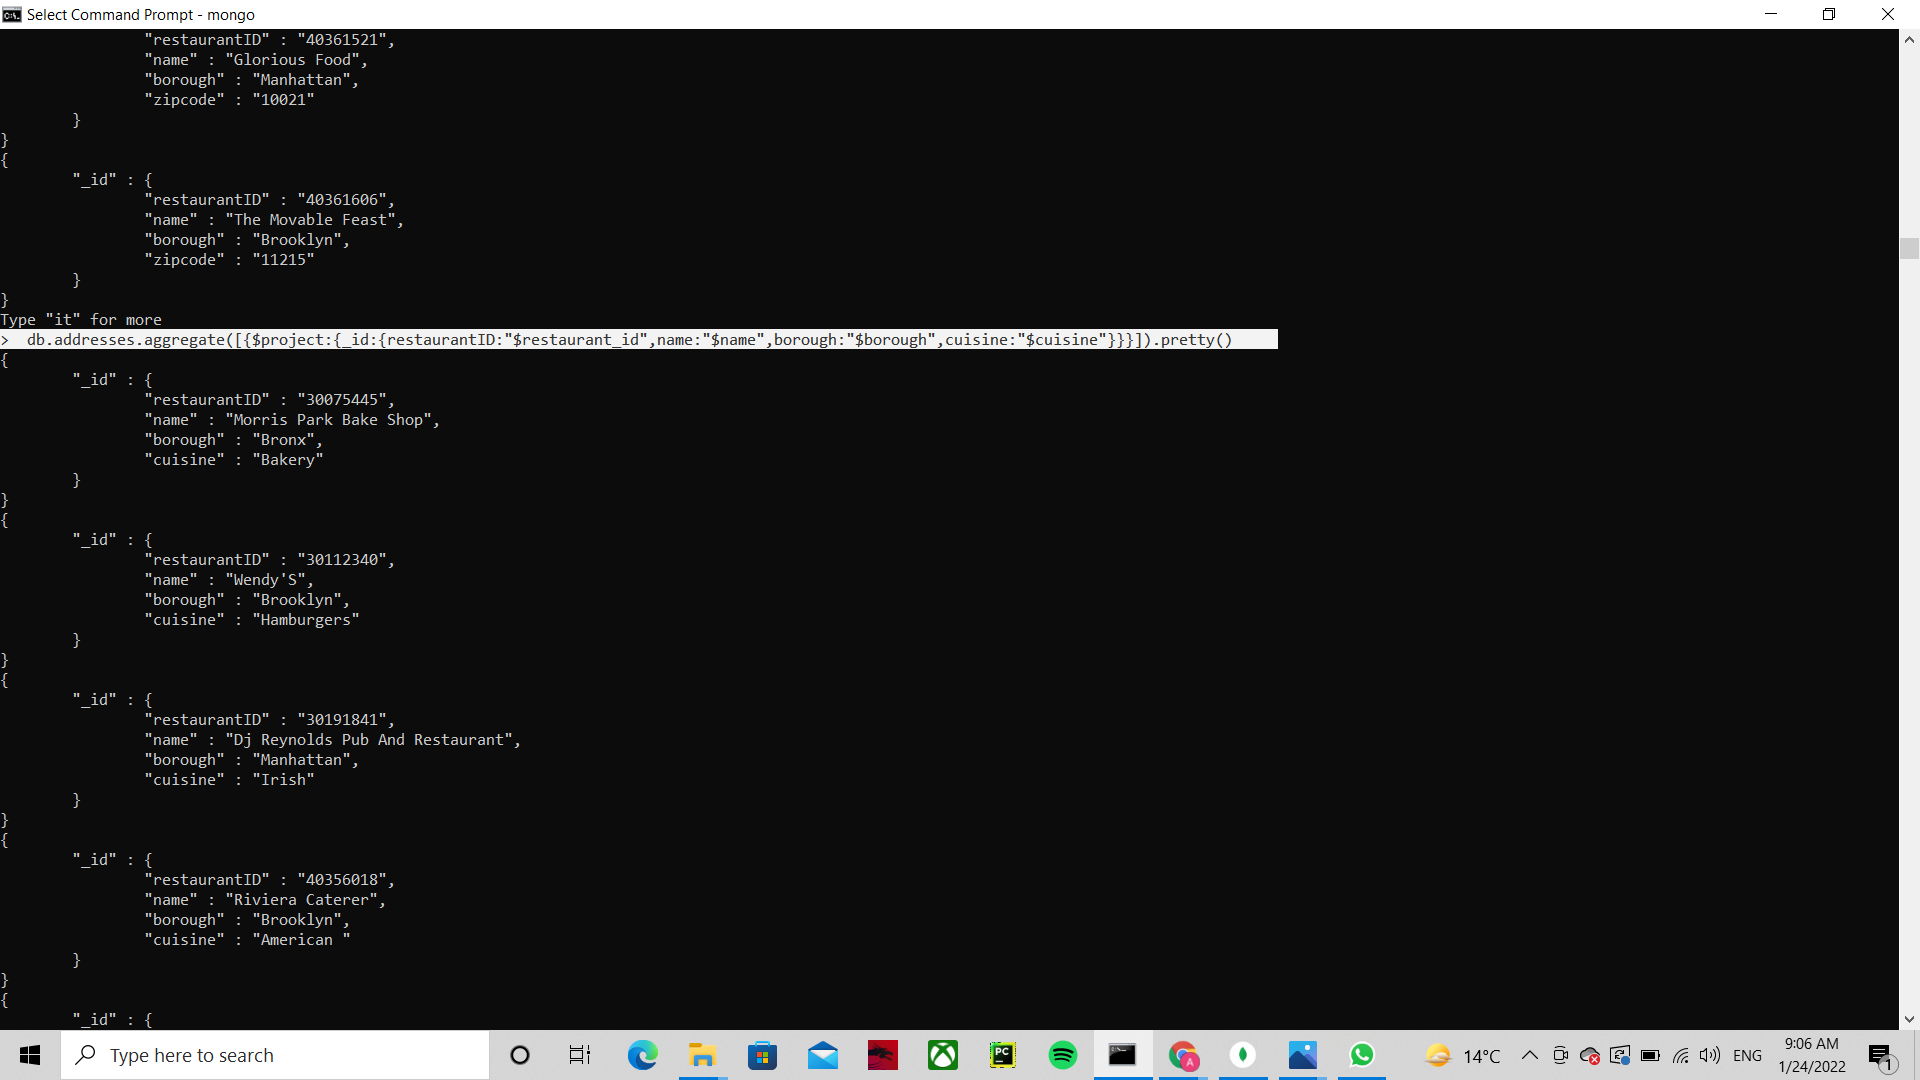 Select Command Prompt - mongo
"restaurantID" : "40361521",
"name" : "Glorious Food",
"borough" : "Manhattan",
"zipcode" : "10021"
}
}
{
"_id" : {
"restaurantID" : "40361606",
"name" : "The Movable Feast",
"borough" : "Brooklyn",
"zipcode" : "11215"
}
}
Type "it" for more
> db.addresses.aggregate([{$project:{_id:{restaurantID:"$restaurant_id",name:"$name",borough:"$borough",cuisine:"$cuisine"}}}]).pretty()
{
"_id" : {
"restaurantID" : "30075445",
"name" : "Morris Park Bake Shop",
"borough" : "Bronx",
"cuisine" : "Bakery"
}
}
{
"_id" : {
"restaurantID" : "30112340",
"name" : "Wendy'S",
"borough" : "Brooklyn",
"cuisine" : "Hamburgers"
}
}
{
"_id" : {
"restaurantID" : "30191841",
"name" : "Dj Reynolds Pub And Restaurant",
"borough" : "Manhattan",
"cuisine" : "Irish"
}
}
{
"_id" : {
"restaurantID" : "40356018",
"name" : "Riviera Caterer",
"borough" : "Brooklyn",
"cuisine" : "American "
}
}
{
"_id" : {
Type here to search
PC
A
14°C
ENG
9:06 AM
1/24/2022
1